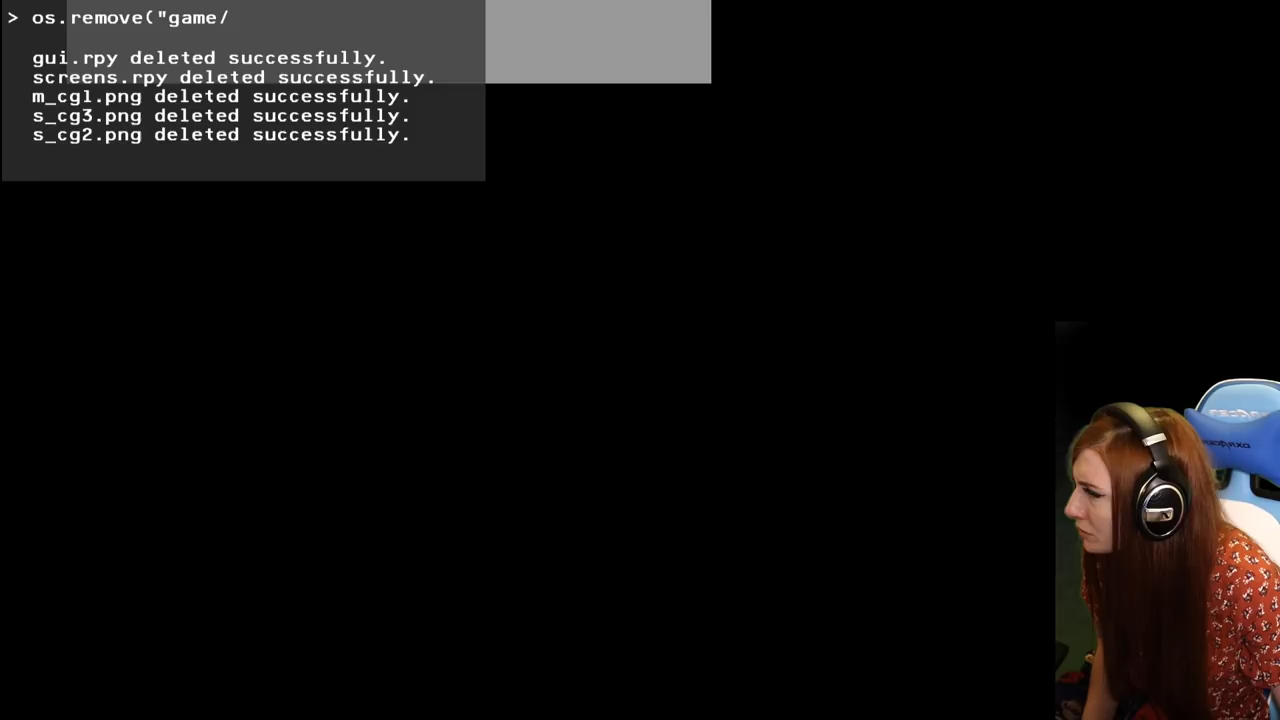 > os.remove("game/
gui.rpy deleted successfully.
screens.rpy deleted successfully.
m_cg1.png deleted successfully.
s_cg3.png deleted successfully.
s_cg2.png deleted successfully.